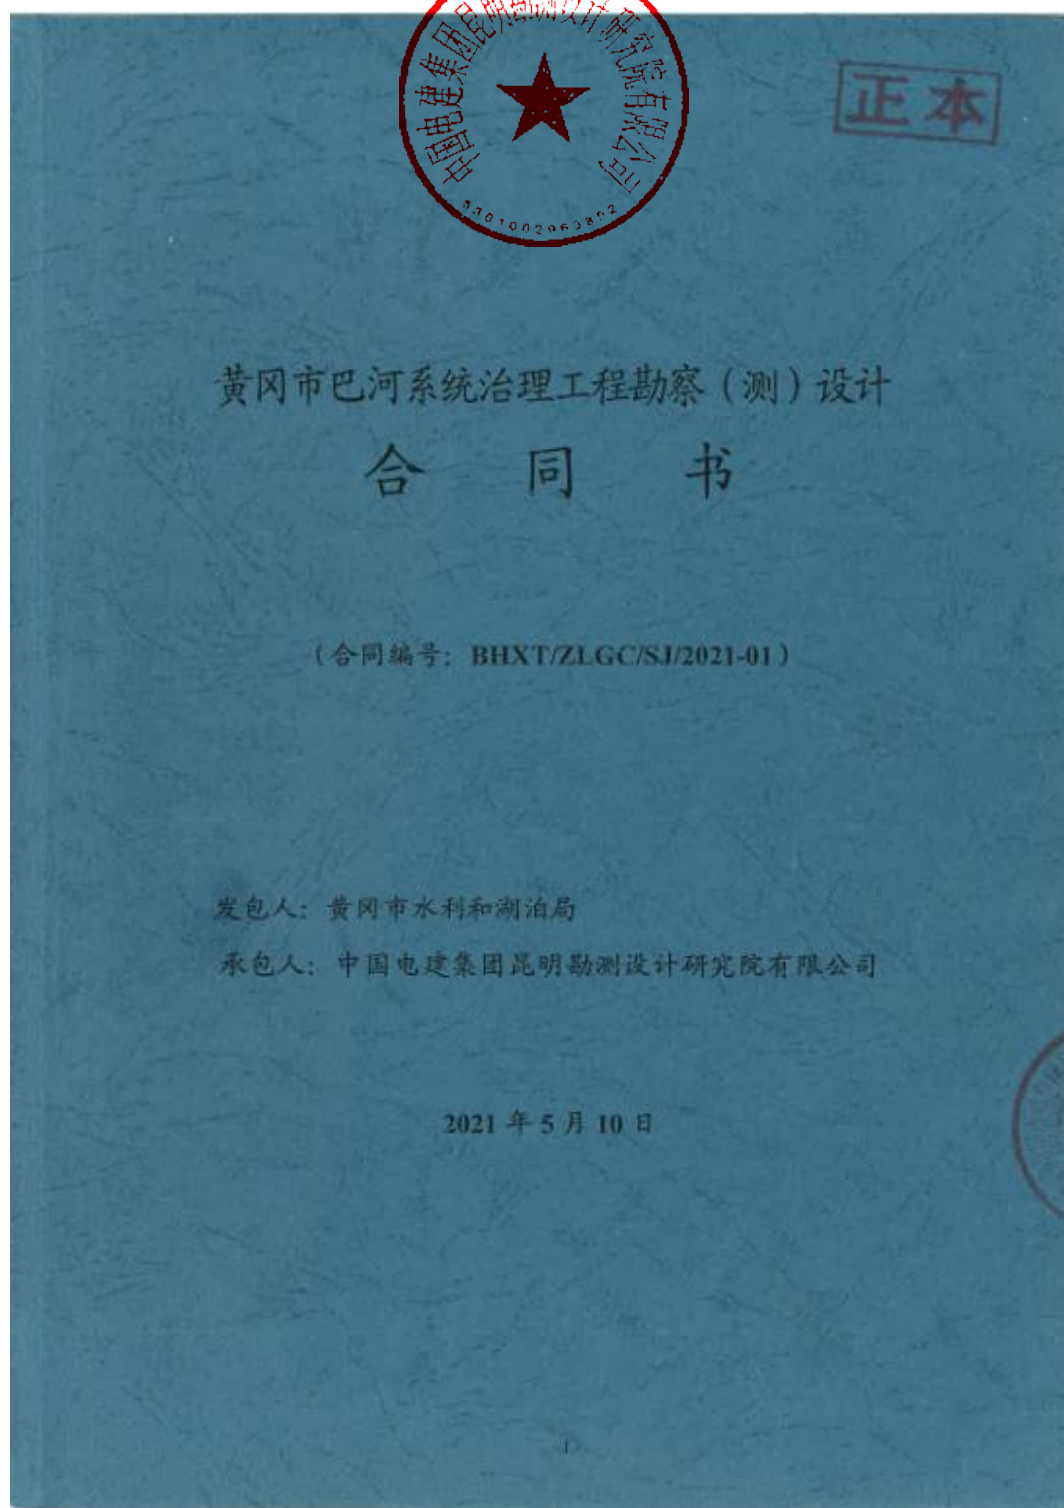 中国电建集团昆明勘测设计研究院有限公司
正本
黄冈市巴河系统治理工程勘察（测）设计
合 同 书
（合同编号：BHXT/ZLGC/SJ/2021-01）
发包人：黄冈市水利和湖泊局
承包人：中国电建集团昆明勘测设计研究院有限公司
2021 年 5 月 10 日
1